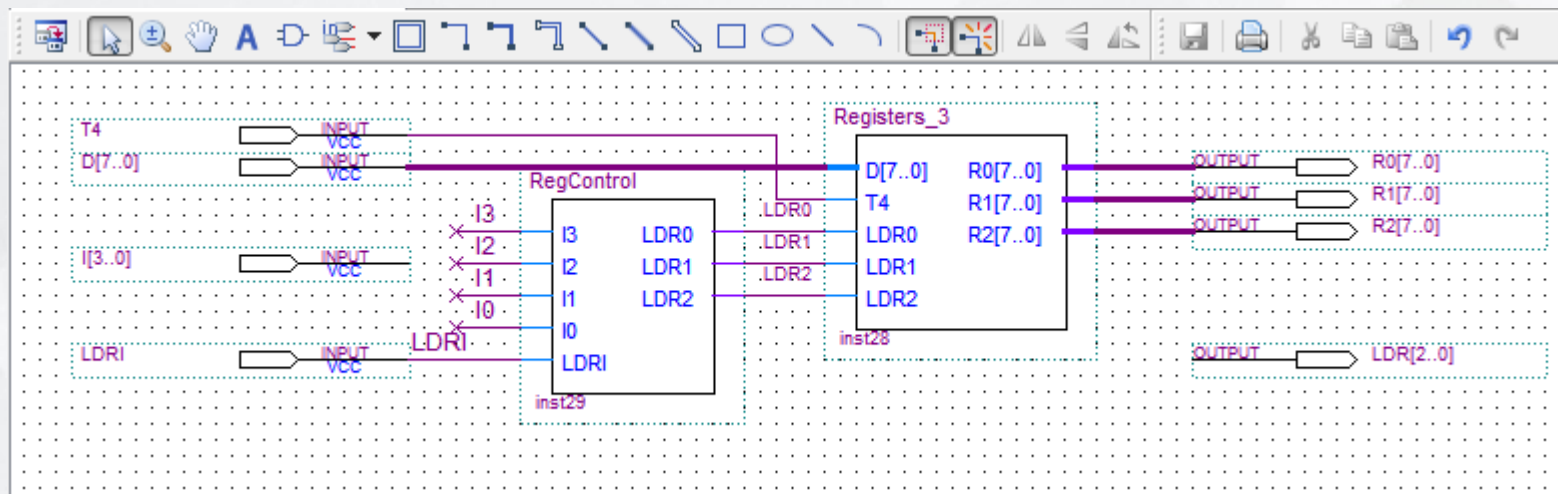 A
T4
INPUT
VCC
D[7..0]
INPUT
VCC
I[3..0]
INPUT
VCC
LDRI
INPUT
VCC
I3
I2
I1
I0
LDRI
RegControl
I3 LDR0
I2 LDR1
I1 LDR2
I0
LDRI
inst29
LDR0
LDR1
LDR2
Registers_3
D[7..0] R0[7..0]
T4 R1[7..0]
LDR0 R2[7..0]
LDR1
LDR2
inst28
OUTPUT R0[7..0]
OUTPUT R1[7..0]
OUTPUT R2[7..0]
OUTPUT LDR[2..0]